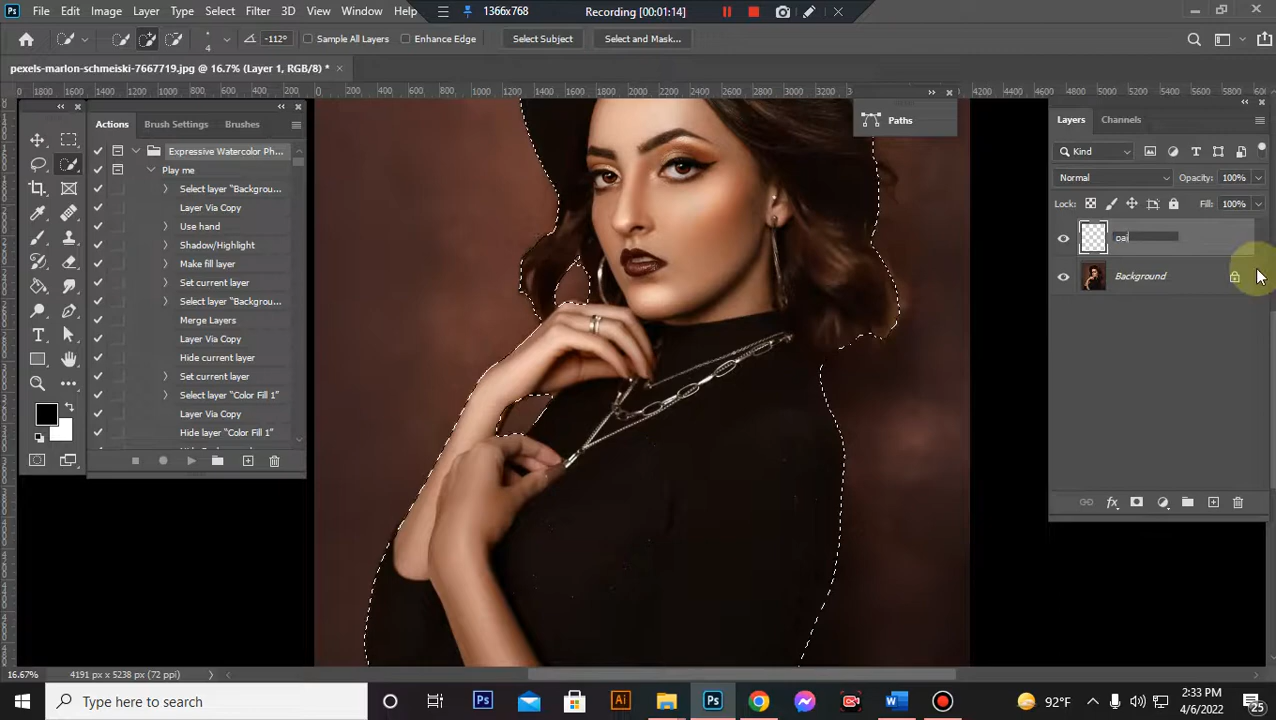 Ps File Edit Image Layer Type Select Filter 3D View Window Help
1366x768 Recording [00:01:14]
4 -112° Sample All Layers Enhance Edge Select Subject Select and Mask...
pexels-marlon-schmeiski-7667719.jpg @ 16.7% (Layer 1, RGB/8) * ×
Actions Brush Settings Brushes
Expressive Watercolor Ph...
Play me
Select layer "Backgrou...
Layer Via Copy
Use hand
Shadow/Highlight
Make fill layer
Set current layer
Select layer "Backgrou...
Merge Layers
Layer Via Copy
Hide current layer
Set current layer
Select layer "Color Fill 1"
Layer Via Copy
Hide layer "Color Fill 1"
Paths
Layers Channels
Kind
Normal Opacity: 100%
Lock: Fill: 100%
pai
Background
16.67% 4191 px x 5238 px (72 ppi)
Type here to search
92°F
2:33 PM
4/6/2022
25